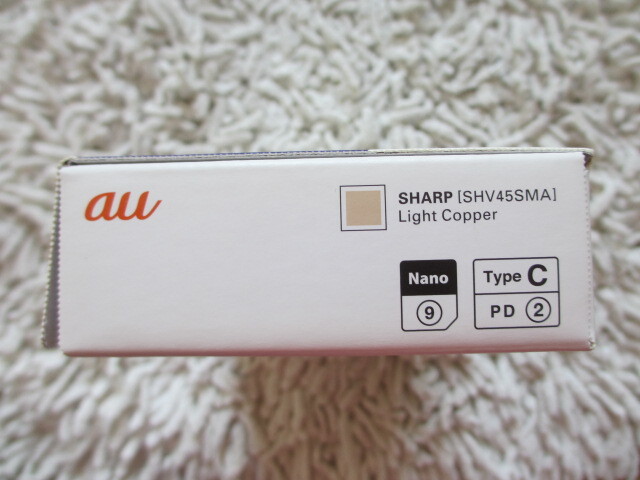 au
SHARP [SHV45SMA]
Light Copper
Nano
9
Type C
PD 2